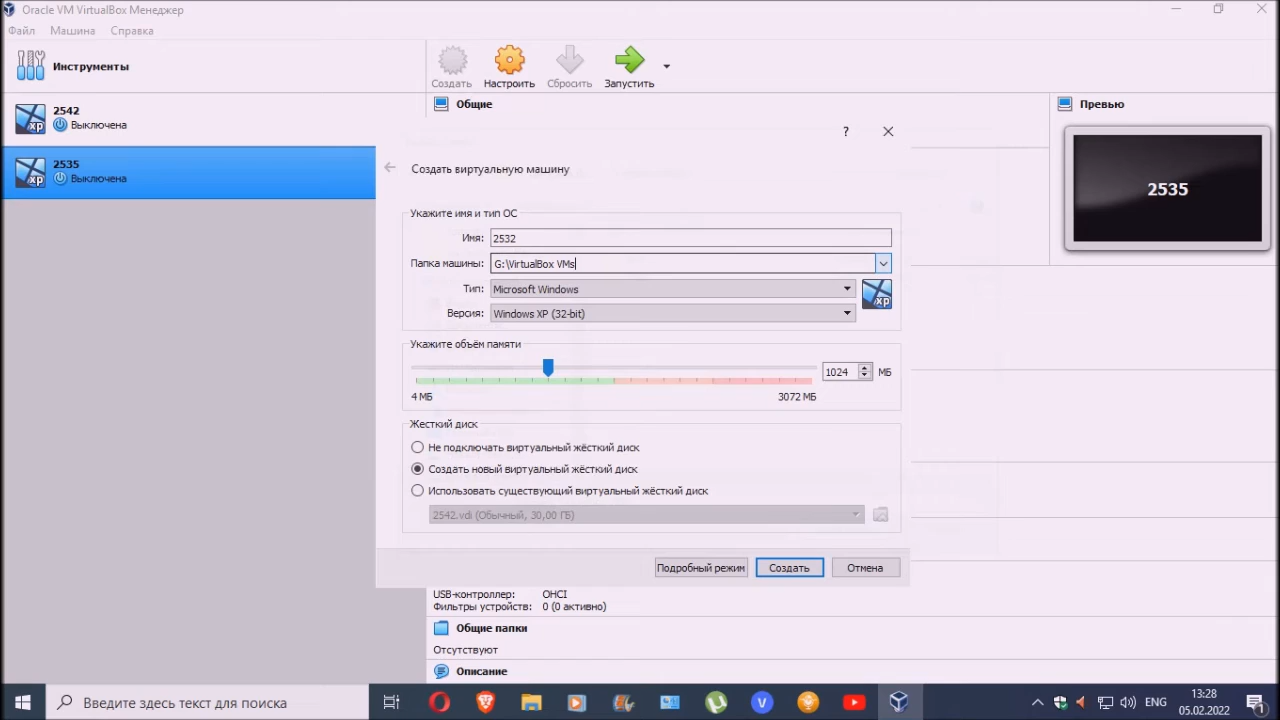 Oracle VM VirtualBox Менеджер
Файл Машина Справка
Инструменты
Создать Настроить Сбросить Запустить
2542
Выключена
2535
Выключена
Общие
Превью
2535
?
Создать виртуальную машину
Укажите имя и тип ОС
Имя: 2532
Папка машины: G:\VirtualBox VMs
Тип: Microsoft Windows
Версия: Windows XP (32-bit)
xp
Укажите объём памяти
1024 МБ
4 МБ 3072 МБ
Жесткий диск
Не подключать виртуальный жёсткий диск
Создать новый виртуальный жёсткий диск
Использовать существующий виртуальный жёсткий диск
2542.vdi (Обычный, 30,00 ГБ)
Подробный режим Создать Отмена
USB-контроллер: OHCI
Фильтры устройств: 0 (0 активно)
Общие папки
Отсутствуют
Описание
Введите здесь текст для поиска
ENG
13:28
05.02.2022
1